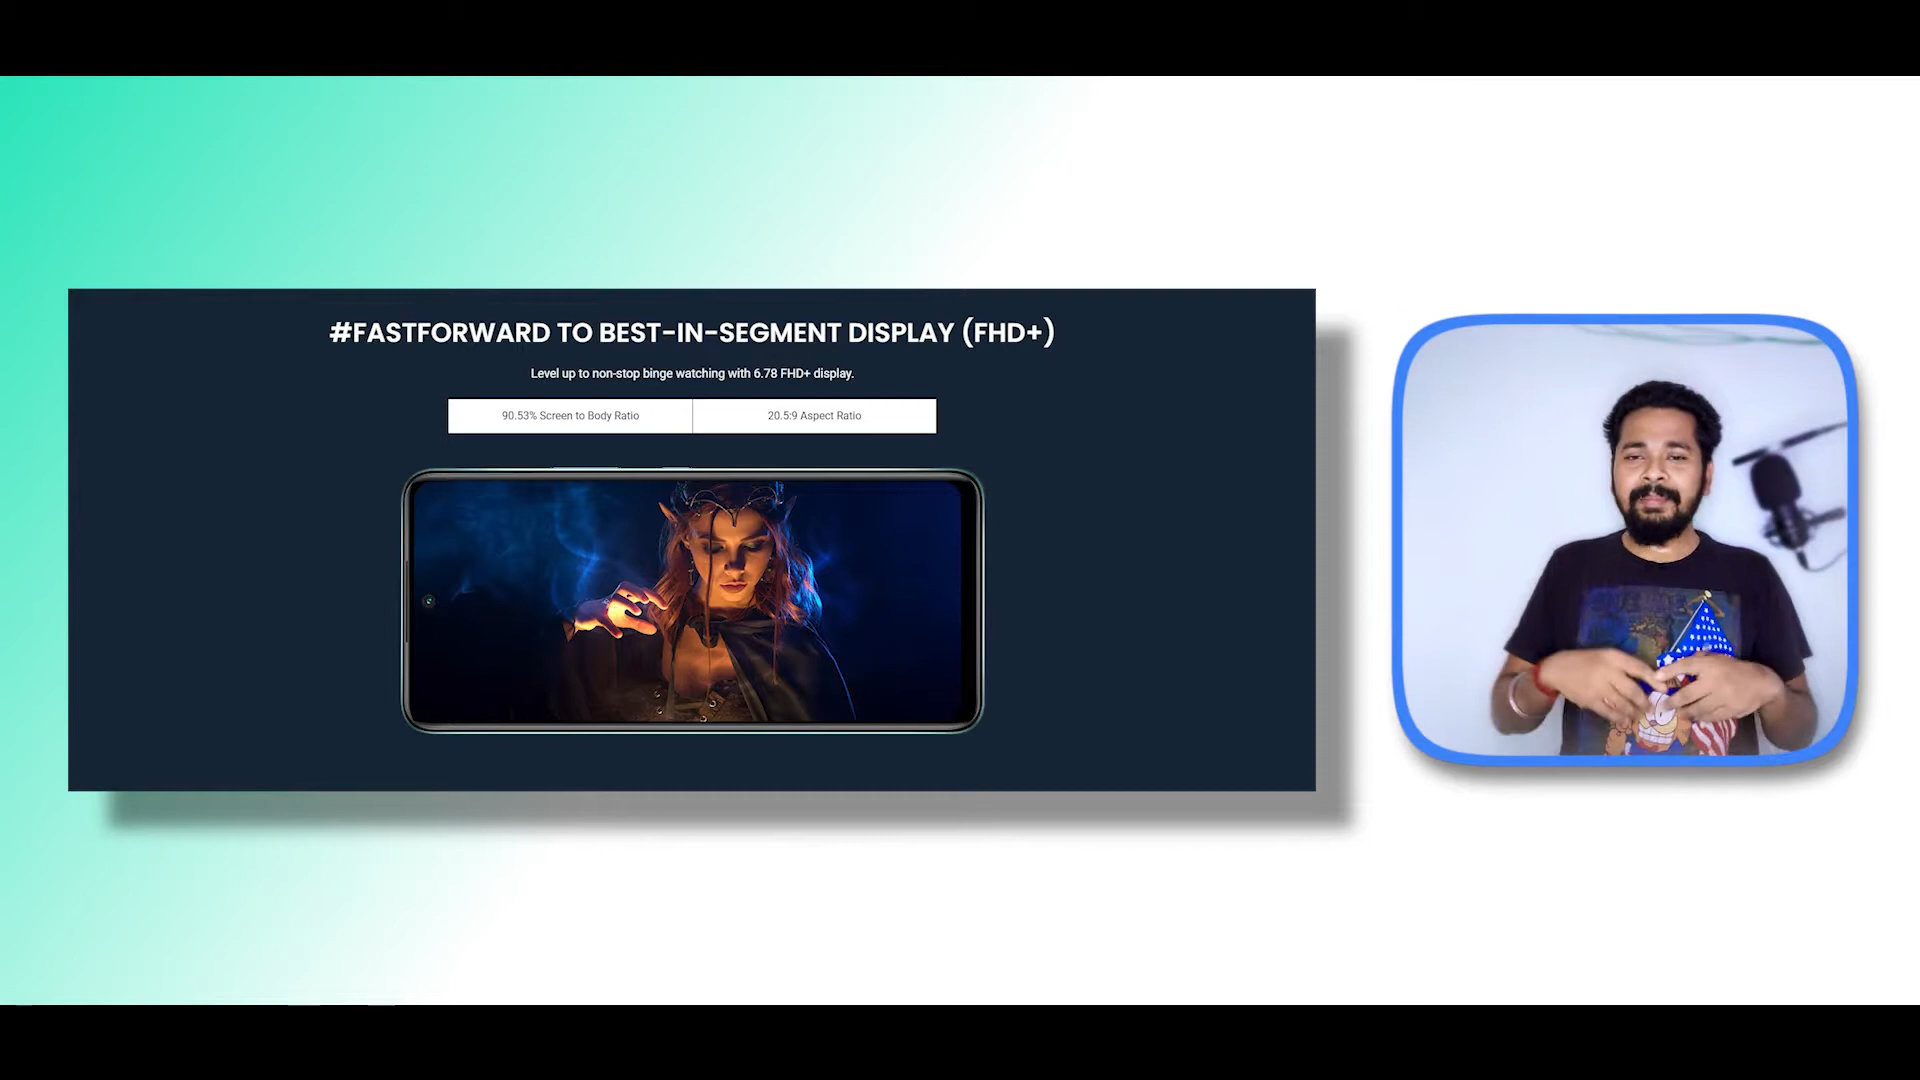 #FASTFORWARD TO BEST-IN-SEGMENT DISPLAY (FHD+)
Level up to non-stop binge watching with 6.78 FHD+ display.
90.53% Screen to Body Ratio
20.5:9 Aspect Ratio